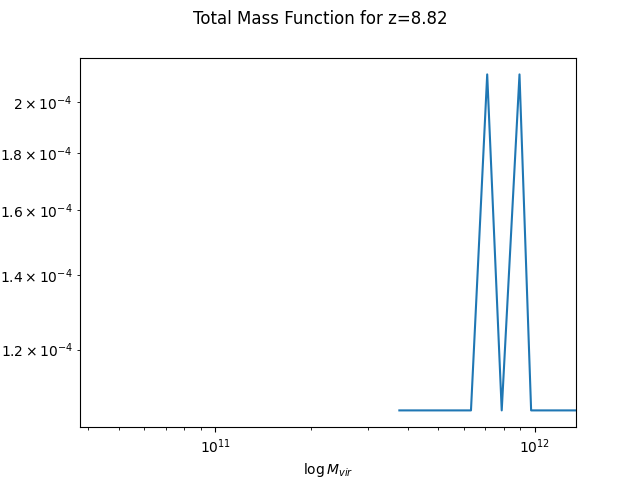 Total Mass Function for z=8.82
2 × 10⁻⁴
1.8 × 10⁻⁴
1.6 × 10⁻⁴
1.4 × 10⁻⁴
1.2 × 10⁻⁴
10¹¹ 10¹²
log M_vir